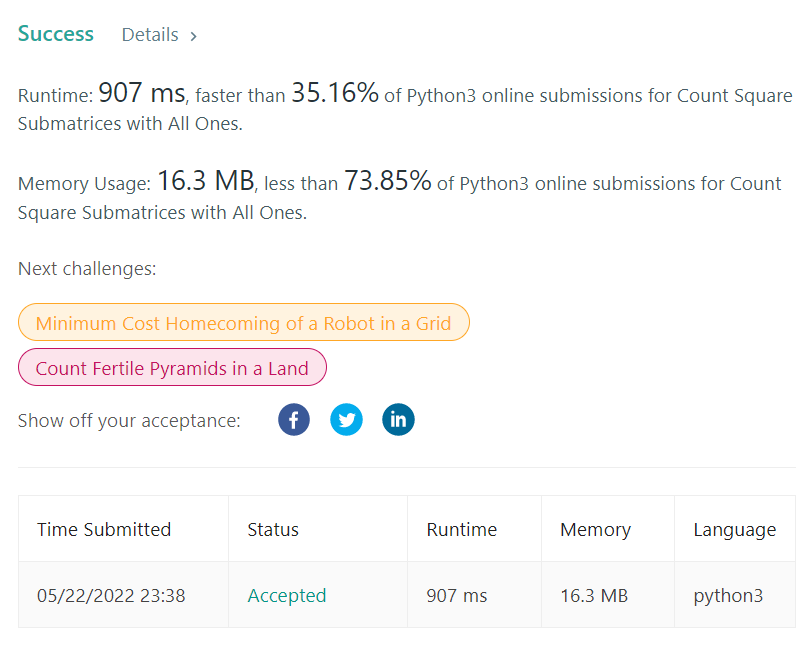 Success Details >
Runtime: 907 ms, faster than 35.16% of Python3 online submissions for Count Square
Submatrices with All Ones.
Memory Usage: 16.3 MB, less than 73.85% of Python3 online submissions for Count
Square Submatrices with All Ones.
Next challenges:
Minimum Cost Homecoming of a Robot in a Grid
Count Fertile Pyramids in a Land
Show off your acceptance:
Time Submitted Status Runtime Memory Language
05/22/2022 23:38 Accepted 907 ms 16.3 MB python3